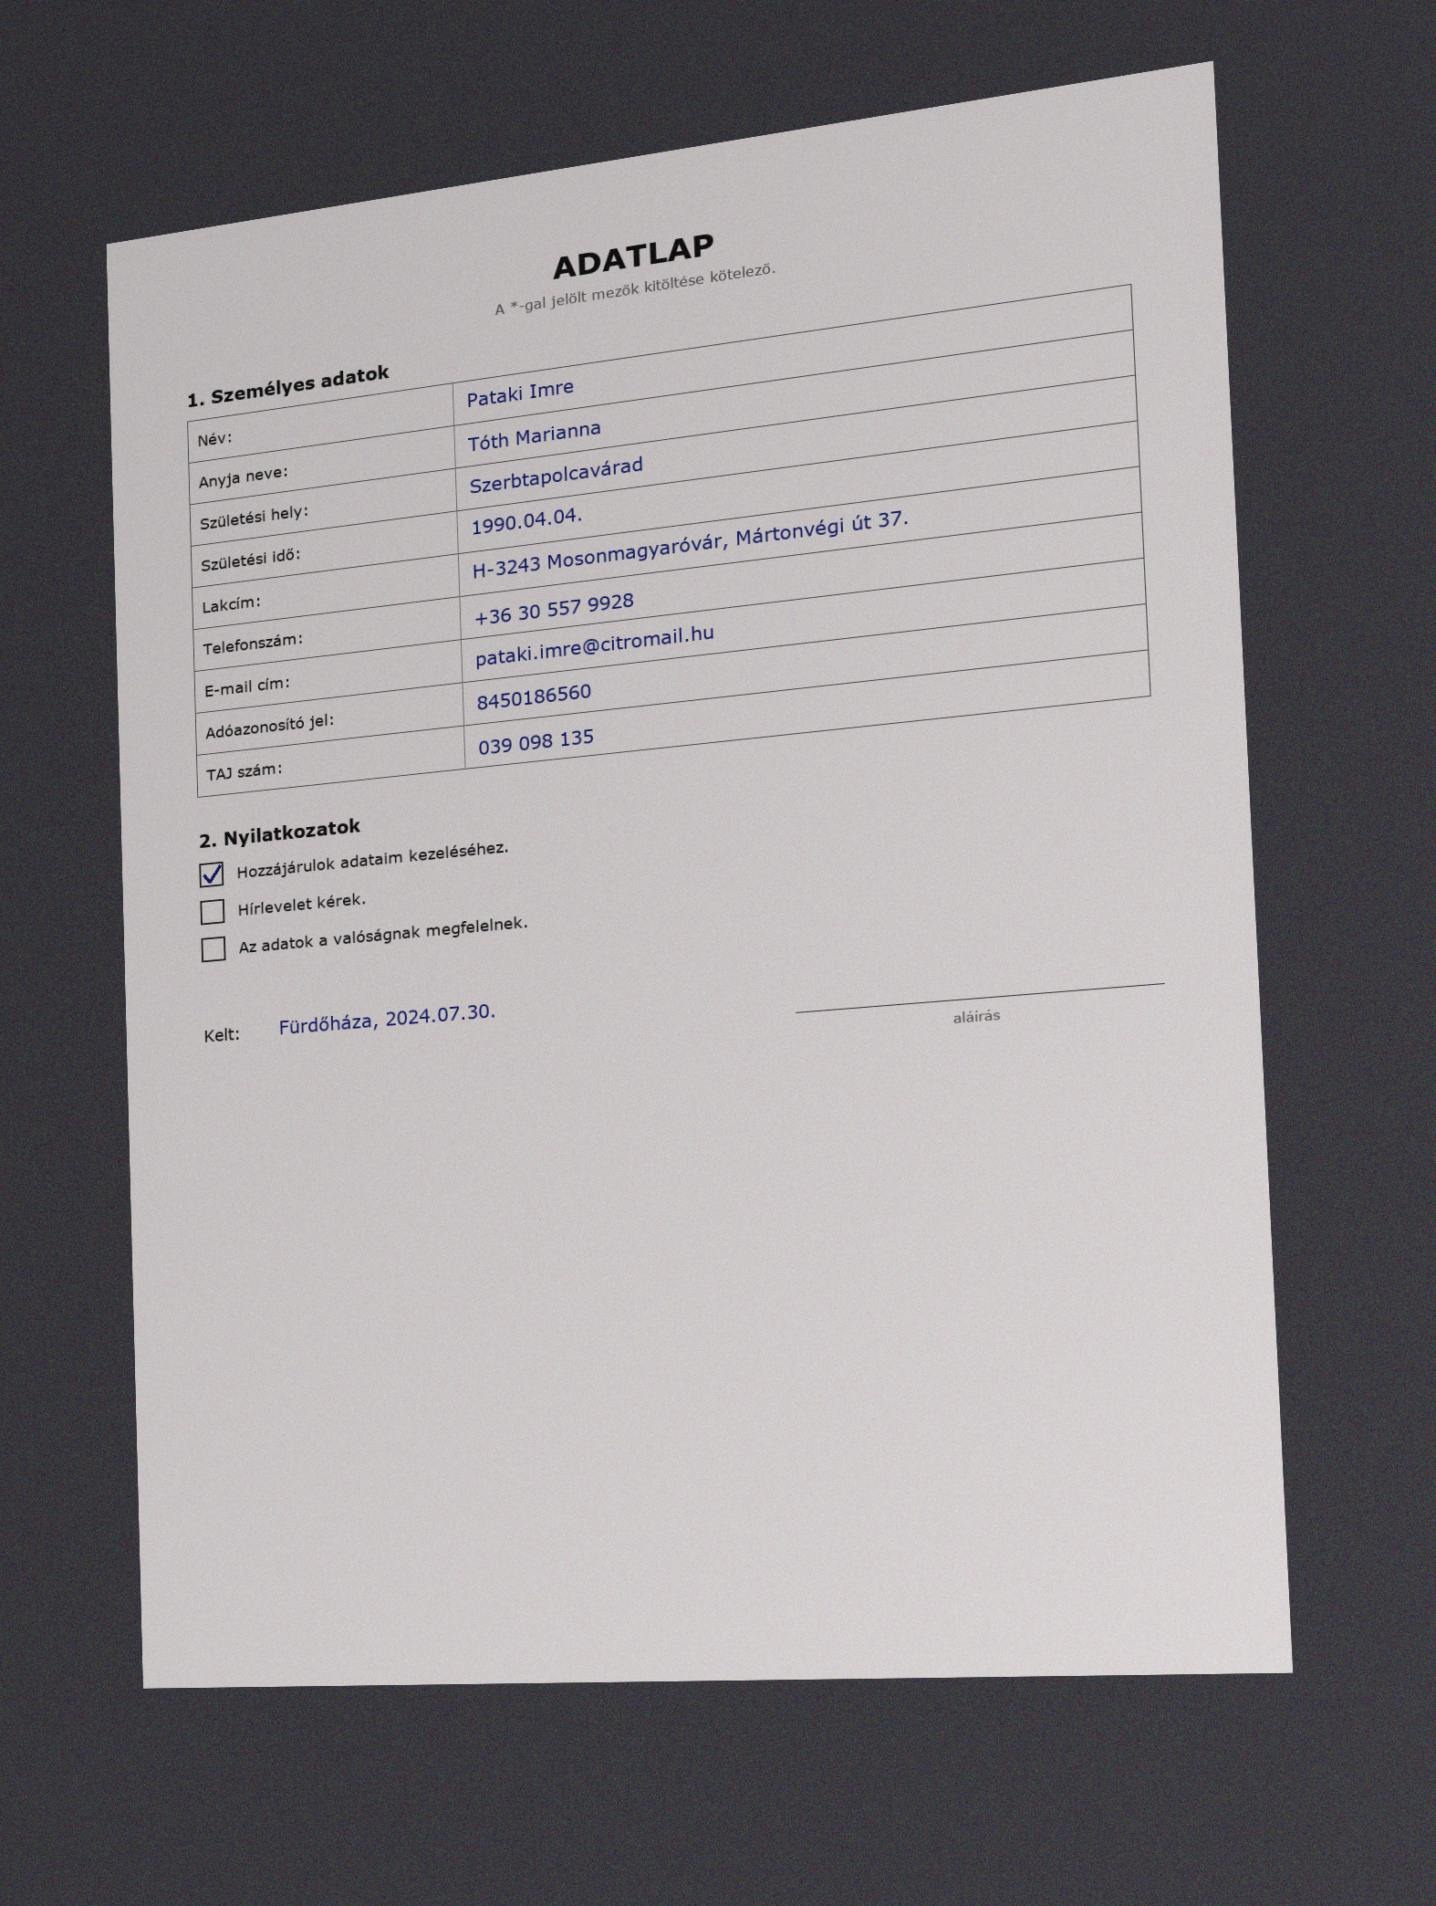 ADATLAP
A *-gal jelölt mezők kitöltése kötelező.
1. Személyes adatok
Név: Pataki Imre
Anyja neve: Tóth Marianna
Születési hely: Szerbtapolcavárad
Születési idő: 1990.04.04.
Lakcím: H-3243 Mosonmagyaróvár, Mártonvégi út 37.
Telefonszám: +36 30 557 9928
E-mail cím: pataki.imre@citromail.hu
Adóazonosító jel: 8450186560
TAJ szám: 039 098 135
2. Nyilatkozatok
Hozzájárulok adataim kezeléséhez.
Hírlevelet kérek.
Az adatok a valóságnak megfelelnek.
Kelt: Fürdőháza, 2024.07.30.
aláírás